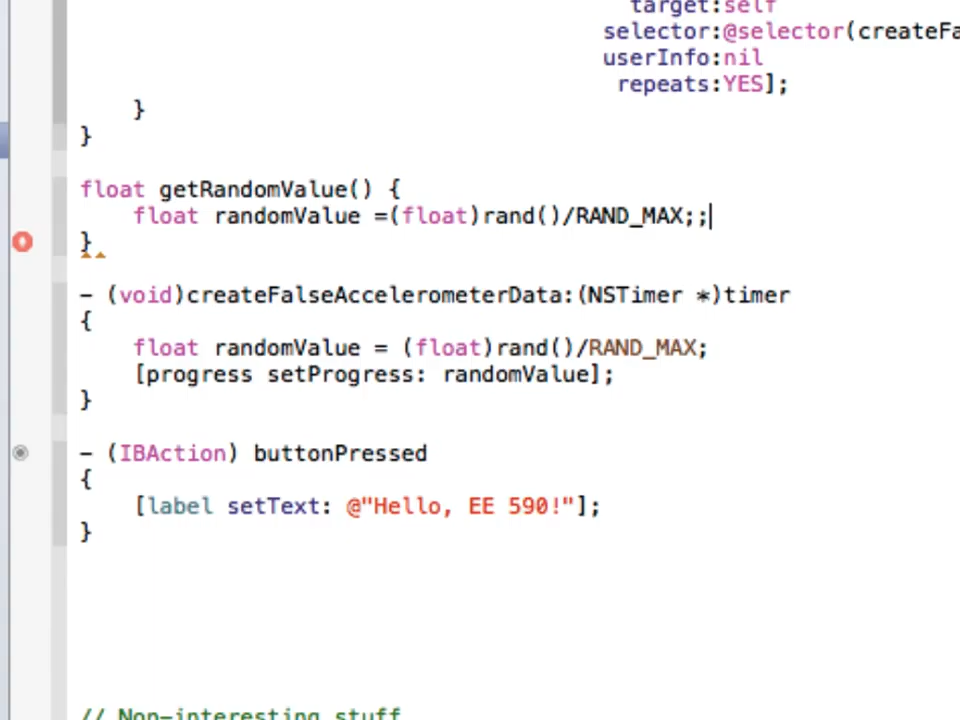 target:self
selector:@selector(createFa
userInfo:nil
repeats:YES];
}
}
float getRandomValue() {
float randomValue =(float)rand()/RAND_MAX;;
}
- (void)createFalseAccelerometerData:(NSTimer *)timer
{
float randomValue = (float)rand()/RAND_MAX;
[progress setProgress: randomValue];
}
- (IBAction) buttonPressed
{
[label setText: @"Hello, EE 590!"];
}
// Non-interesting stuff